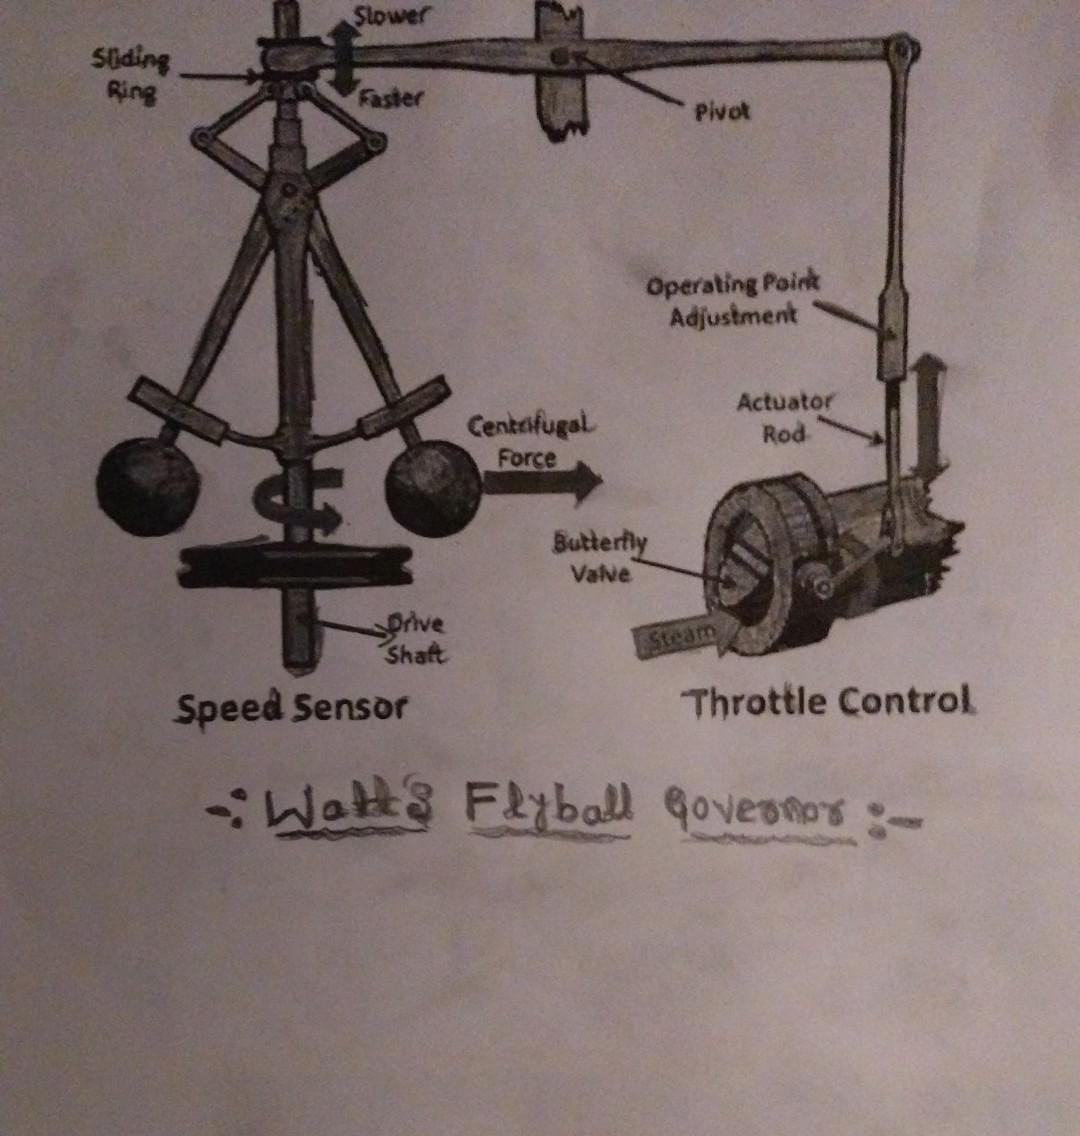 Slower
Sliding
Ring
Faster
Pivot
Operating Point
Adjustment
Actuator
Rod
Centrifugal
Force
Butterfly
Valve
Steam
Drive
Shaft
Speed Sensor
Throttle Control
-: Watt's Flyball Governor :-